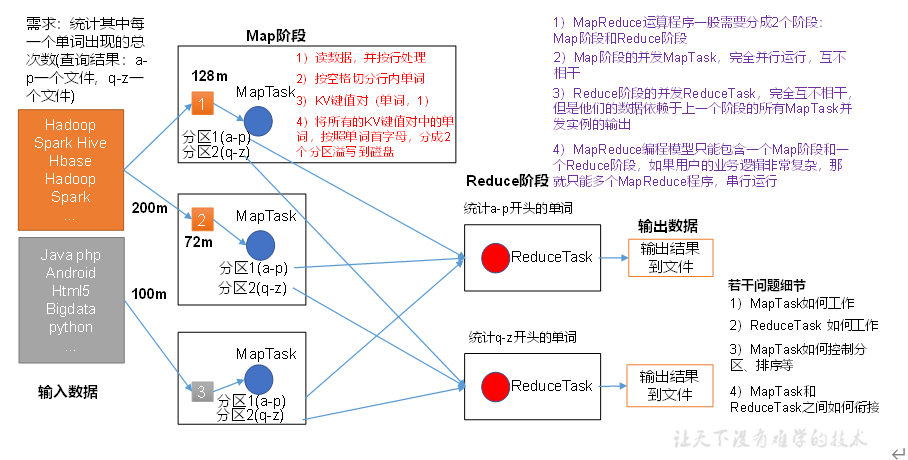 需求：统计其中每
一个单词出现的总
次数(查询结果：a-
p一个文件，q-z一
个文件)
Hadoop
Spark Hive
Hbase
Hadoop
Spark
...
200m
Java php
Android
Html5
Bigdata
python
...
100m
输入数据
Map阶段
128m
MapTask
1
分区1(a-p)
分区2(q-z)
1）读数据，并按行处理
2）按空格切分行内单词
3）KV键值对（单词，1）
4）将所有的KV键值对中的单
词，按照单词首字母，分成2
个分区溢写到磁盘
MapTask
2
72m
分区1(a-p)
分区2(q-z)
MapTask
3
分区1(a-p)
分区2(q-z)
Reduce阶段
统计a-p开头的单词
ReduceTask
统计q-z开头的单词
ReduceTask
输出数据
输出结果
到文件
输出结果
到文件
1）MapReduce运算程序一般需要分成2个阶段：
Map阶段和Reduce阶段
2）Map阶段的并发MapTask，完全并行运行，互不
相干
3）Reduce阶段的并发ReduceTask，完全互不相干，
但是他们的数据依赖于上一个阶段的所有MapTask并
发实例的输出
4）MapReduce编程模型只能包含一个Map阶段和一
个Reduce阶段，如果用户的业务逻辑非常复杂，那
就只能多个MapReduce程序，串行运行
若干问题细节
1）MapTask如何工作
2）ReduceTask 如何工作
3）MapTask如何控制分
区、排序等
4）MapTask和
ReduceTask之间如何衔接
让天下没有难学的技术